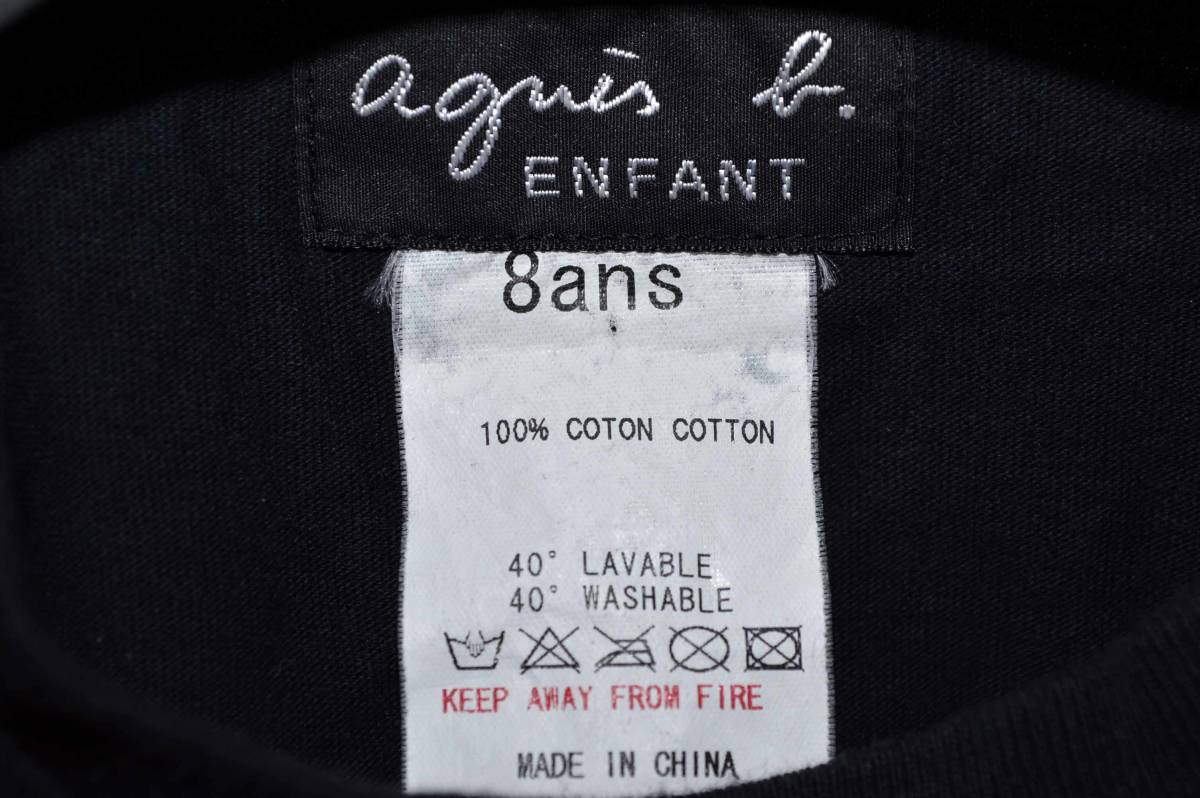 agnès b.
ENFANT
8ans
100% COTON COTTON
40° LAVABLE
40° WASHABLE
KEEP AWAY FROM FIRE
MADE IN CHINA